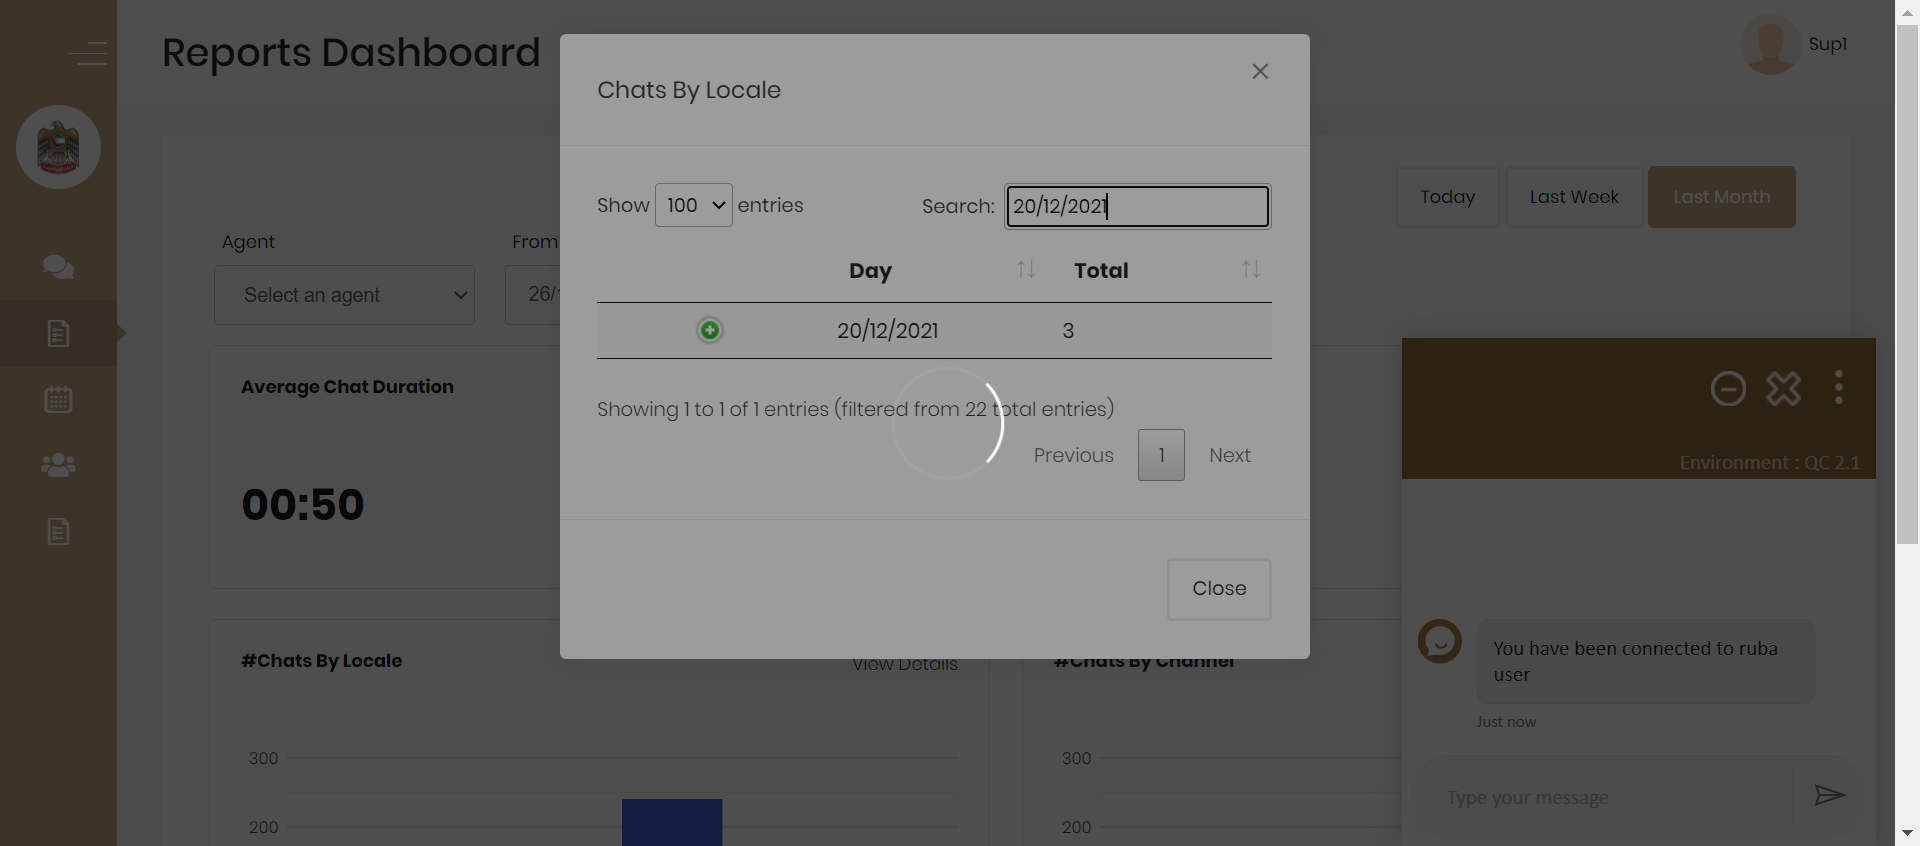 Reports Dashboard
Sup1
Chats By Locale
Show 100 entries
Search: 20/12/2021
Today
Last Week
Last Month
Agent
From
Select an agent
26/1
Day
Total
20/12/2021
3
Average Chat Duration
00:50
Showing 1 to 1 of 1 entries (filtered from 22 total entries)
Previous
1
Next
Environment : QC 2.1
Close
You have been connected to ruba
user
Just now
#Chats By Locale
View Details
#Chats By Channel
300
200
300
200
Type your message